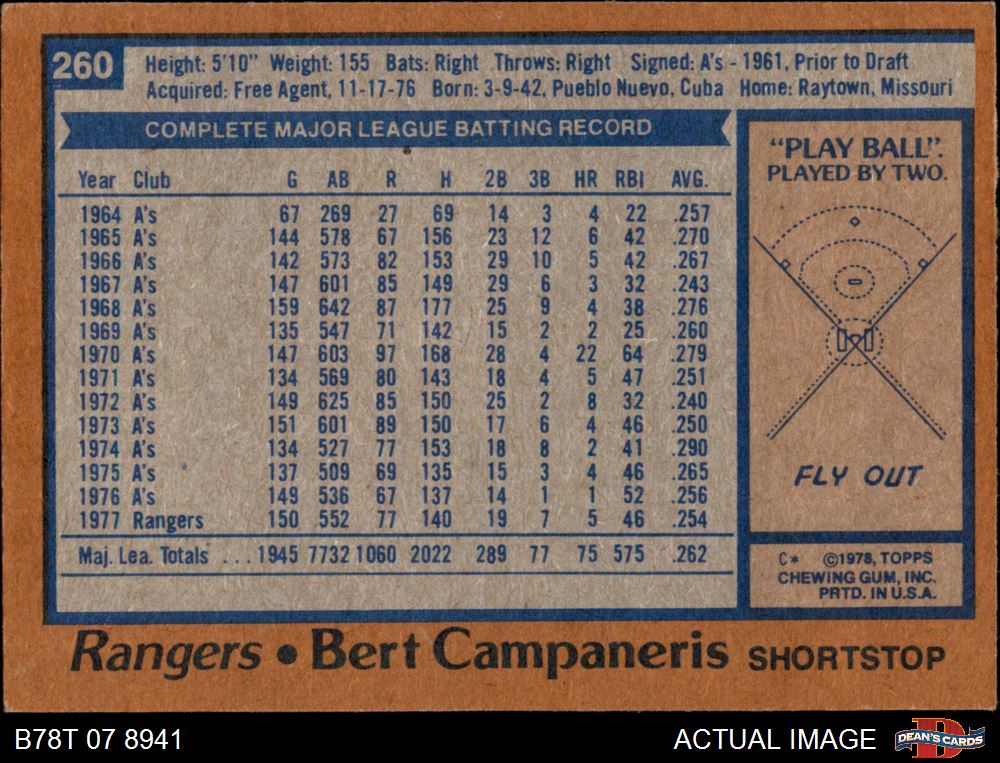 260
Height: 5'10" Weight: 155 Bats: Right Throws: Right Signed: A's - 1961, Prior to Draft
Acquired: Free Agent, 11-17-76 Born: 3-9-42, Pueblo Nuevo, Cuba Home: Raytown, Missouri
COMPLETE MAJOR LEAGUE BATTING RECORD
Year Club G AB R H 2B 3B HR RBI AVG.
1964 A's 67 269 27 69 14 3 4 22 .257
1965 A's 144 578 67 156 23 12 6 42 .270
1966 A's 142 573 82 153 29 10 5 42 .267
1967 A's 147 601 85 149 29 6 3 32 .243
1968 A's 159 642 87 177 25 9 4 38 .276
1969 A's 135 547 71 142 15 2 2 25 .260
1970 A's 147 603 97 168 28 4 22 64 .279
1971 A's 134 569 80 143 18 4 5 47 .251
1972 A's 149 625 85 150 25 2 8 32 .240
1973 A's 151 601 89 150 17 6 4 46 .250
1974 A's 134 527 77 153 18 8 2 41 .290
1975 A's 137 509 69 135 15 3 4 46 .265
1976 A's 149 536 67 137 14 1 1 52 .256
1977 Rangers 150 552 77 140 19 7 5 46 .254
Maj. Lea. Totals ... 1945 7732 1060 2022 289 77 75 575 .262
"PLAY BALL".
PLAYED BY TWO.
FLY OUT
C* ©1978, TOPPS
CHEWING GUM, INC.
PRTD. IN U.S.A.
Rangers • Bert Campaneris SHORTSTOP
B78T 07 8941
ACTUAL IMAGE
D
DEAN'S CARDS